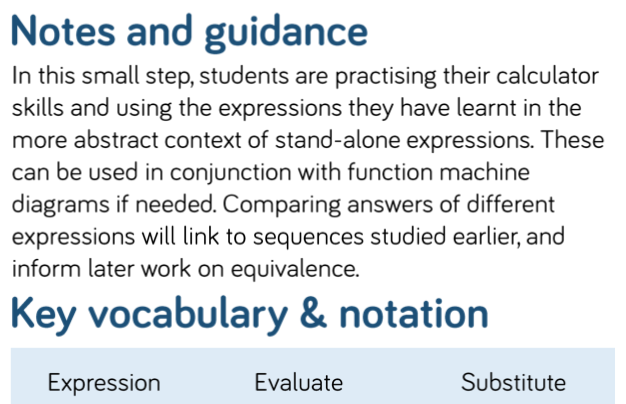 Notes and guidance
In this small step, students are practising their calculator
skills and using the expressions they have learnt in the
more abstract context of stand-alone expressions. These
can be used in conjunction with function machine
diagrams if needed. Comparing answers of different
expressions will link to sequences studied earlier, and
inform later work on equivalence.
Key vocabulary & notation
Expression Evaluate Substitute